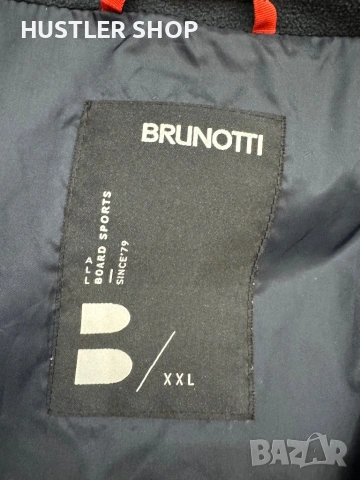 HUSTLER SHOP
BRUNOTTI
ALL
BOARD SPORTS
SINCE'79
B/XXL
BAZAR